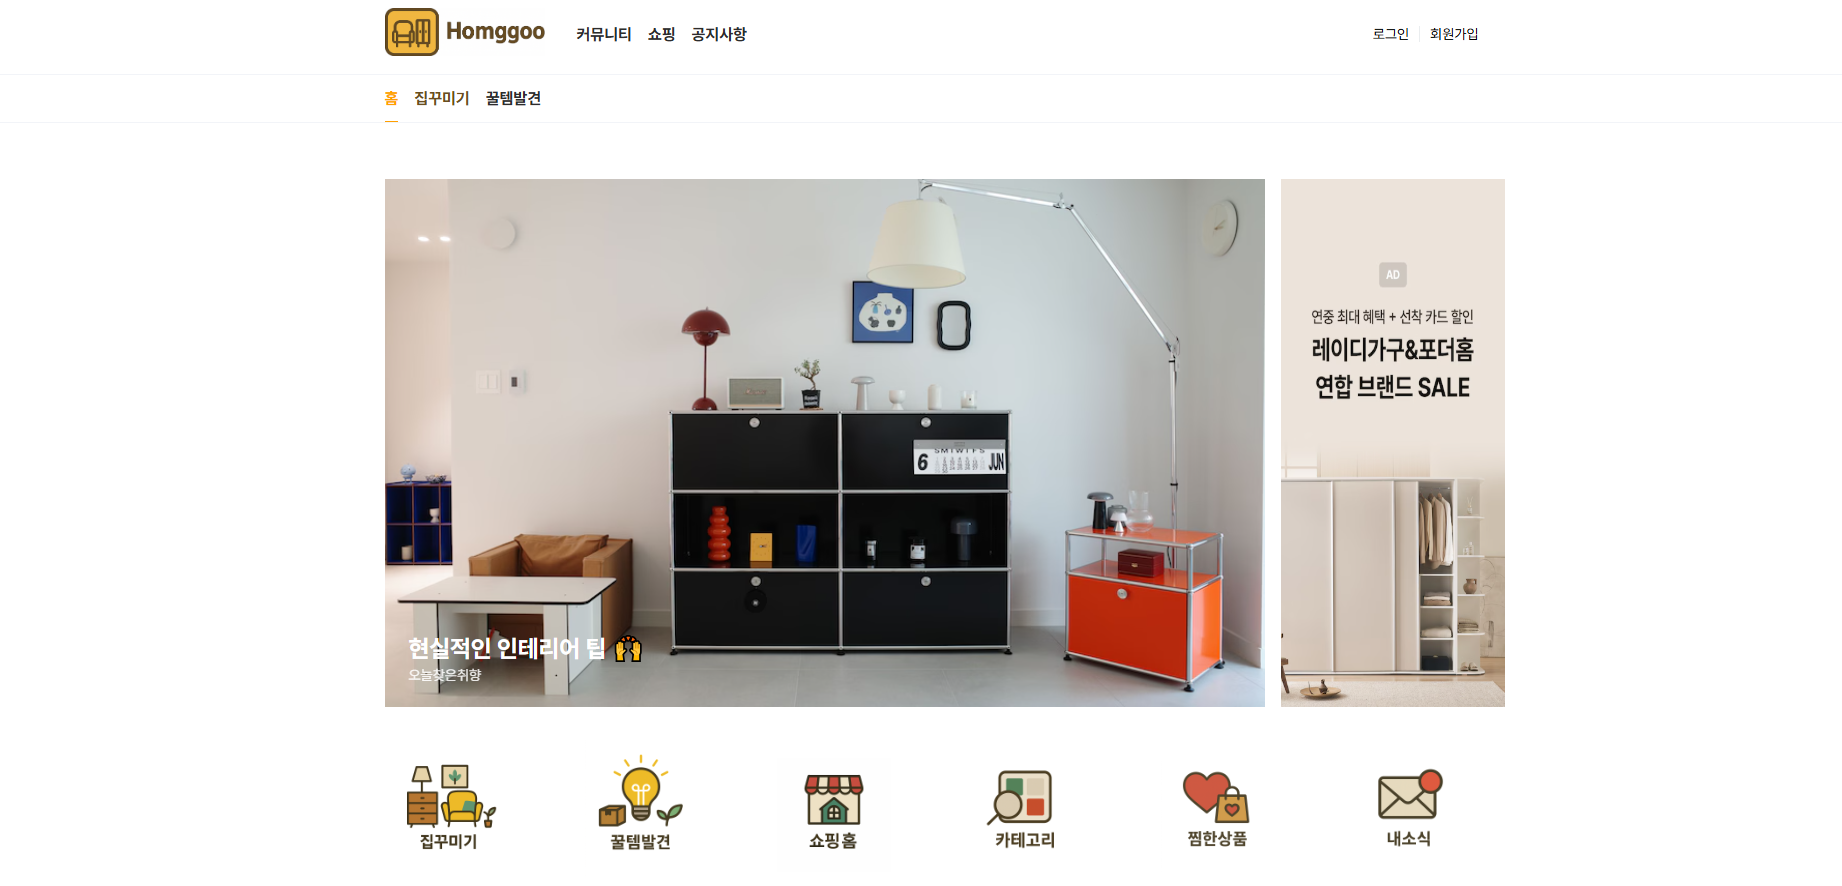 Homggoo
커뮤니티 쇼핑 공지사항
로그인 회원가입
홈 집꾸미기 꿀템발견
AD
연중 최대 혜택 + 선착 카드 할인
레이디가구&포더홈
연합 브랜드 SALE
6 SMTWTFS JUN
현실적인 인테리어 팁 🙌
오늘찾은취향
집꾸미기
꿀템발견
쇼핑홈
카테고리
찜한상품
내소식